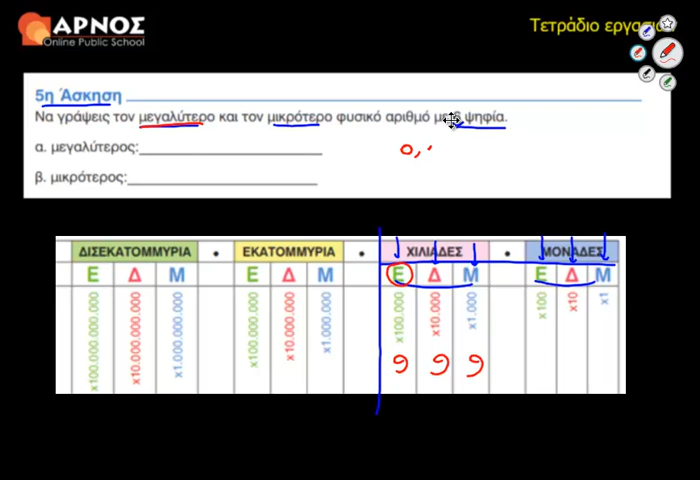 ΑΡΝΟΣ
Online Public School
Τετράδιο εργασιών
5η Άσκηση
Να γράψεις τον μεγαλύτερο και τον μικρότερο φυσικό αριθμό με 6 ψηφία.
α. μεγαλύτερος:
0,
β. μικρότερος:
ΔΙΣΕΚΑΤΟΜΜΥΡΙΑ • ΕΚΑΤΟΜΜΥΡΙΑ • ΧΙΛΙΑΔΕΣ • ΜΟΝΑΔΕΣ
Ε Δ Μ Ε Δ Μ Ε Δ Μ Ε Δ Μ
x100.000.000.000 x10.000.000.000 x1.000.000.000 x100.000.000 x10.000.000 x1.000.000 x100.000 x10.000 x1.000 x100 x10 x1
9 9 9